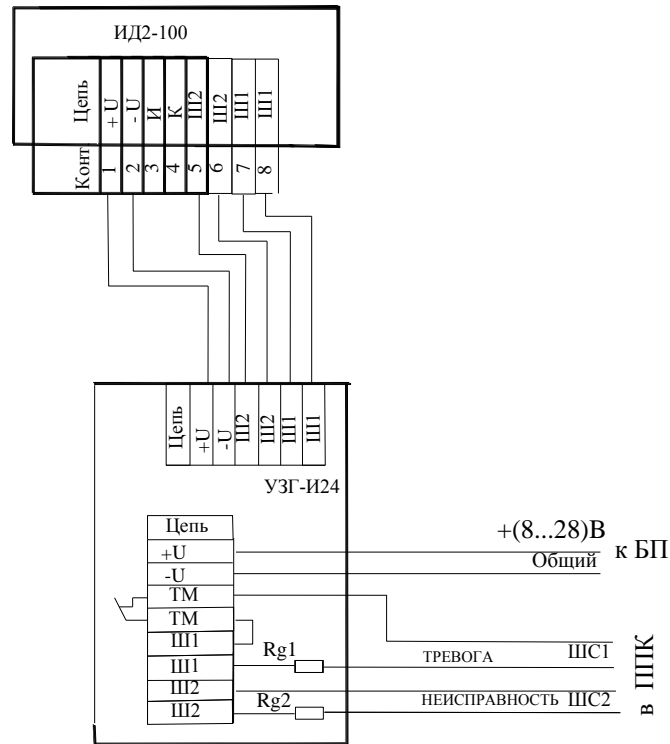 ИД2-100
Цепь
+U
-U
И
К
Ш2
Ш2
Ш1
Ш1
Конт.
1
2
3
4
5
6
7
8
Цепь
+U
-U
Ш2
Ш2
Ш1
Ш1
УЗГ-И24
Цепь
+U
-U
ТМ
ТМ
Ш1
Ш1
Ш2
Ш2
Rg1
Rg2
+(8...28)В
Общий
к БП
ТРЕВОГА ШС1
НЕИСПРАВНОСТЬ ШС2
в ППК